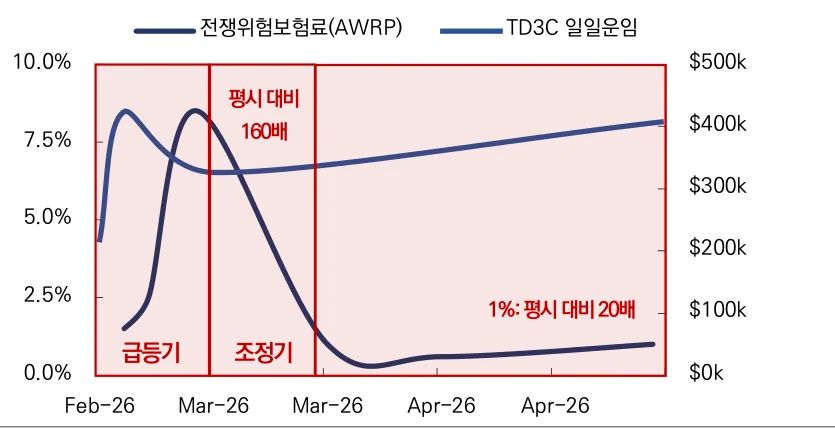 전쟁위험보험료(AWRP)
TD3C 일일운임
10.0%
7.5%
5.0%
2.5%
0.0%
평시 대비
160배
급등기
조정기
1%: 평시 대비 20배
$500k
$400k
$300k
$200k
$100k
$0k
Feb-26
Mar-26
Mar-26
Apr-26
Apr-26